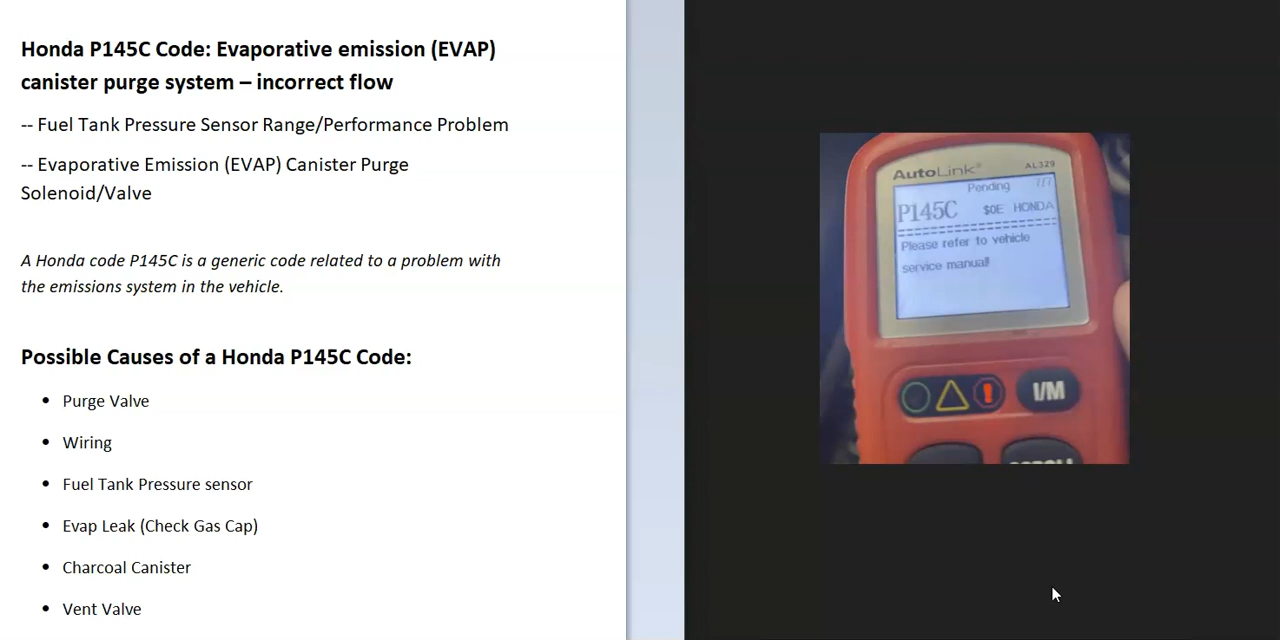 Honda P145C Code: Evaporative emission (EVAP)
canister purge system – incorrect flow
-- Fuel Tank Pressure Sensor Range/Performance Problem
-- Evaporative Emission (EVAP) Canister Purge
Solenoid/Valve
A Honda code P145C is a generic code related to a problem with
the emissions system in the vehicle.
Possible Causes of a Honda P145C Code:
• Purge Valve
• Wiring
• Fuel Tank Pressure sensor
• Evap Leak (Check Gas Cap)
• Charcoal Canister
• Vent Valve
AutoLink® AL329
Pending 7/7
P145C $0E HONDA
Please refer to vehicle
service manual!
I/M